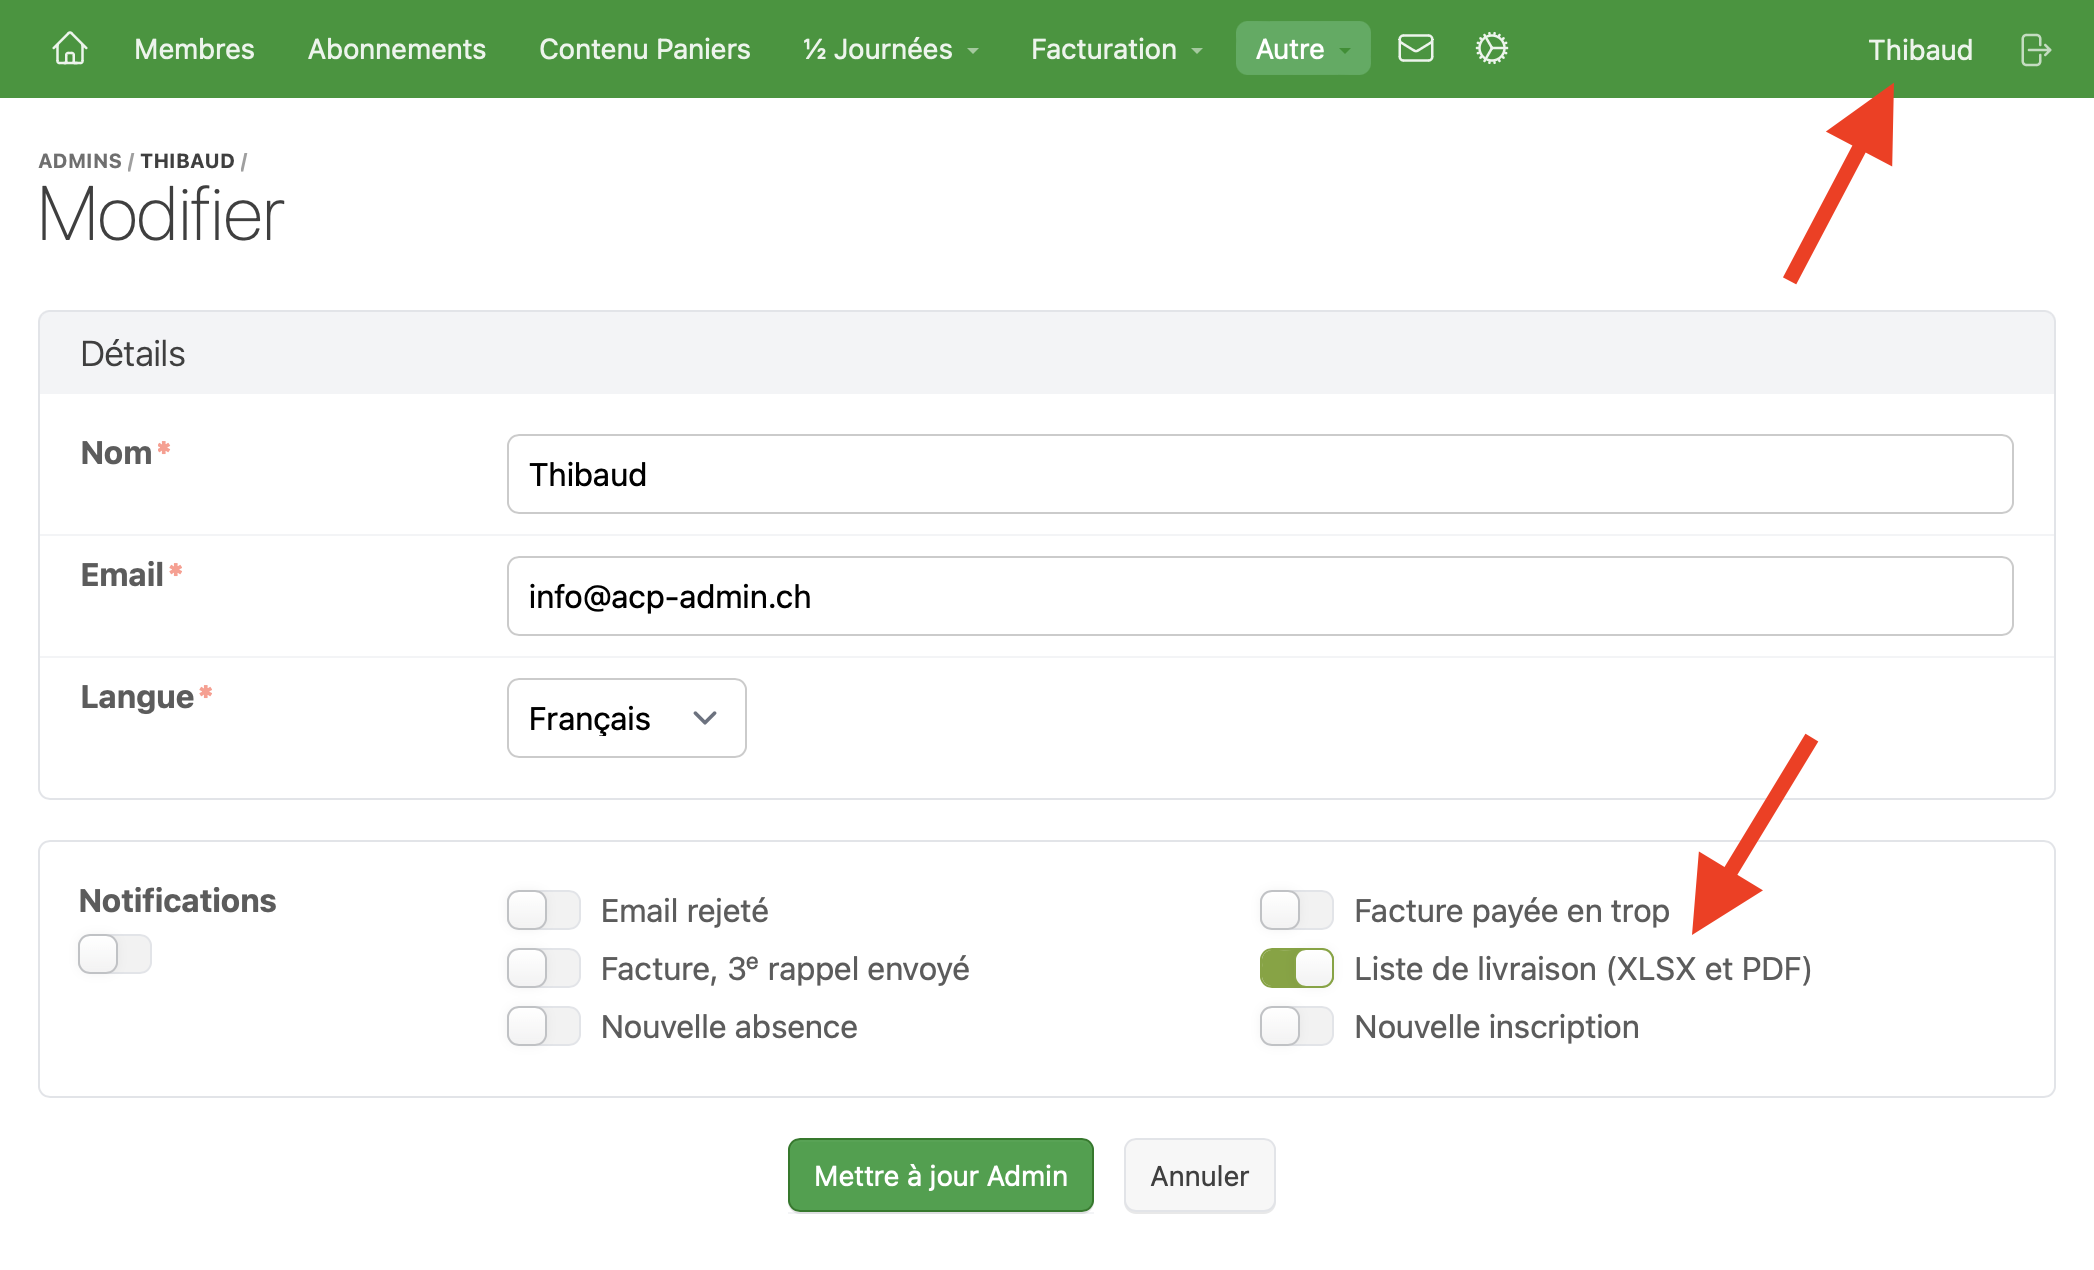 Membres Abonnements Contenu Paniers ½ Journées Facturation Autre Thibaud
ADMINS / THIBAUD /
Modifier
Détails
Nom*
Thibaud
Email*
info@acp-admin.ch
Langue*
Français
Notifications
Email rejeté
Facture payée en trop
Facture, 3ᵉ rappel envoyé
Liste de livraison (XLSX et PDF)
Nouvelle absence
Nouvelle inscription
Mettre à jour Admin
Annuler